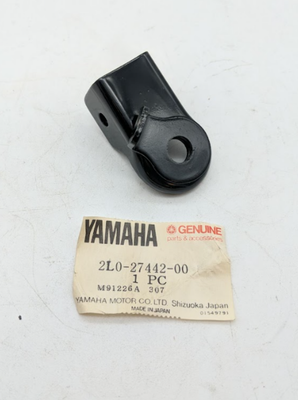 YAMAHA GENUINE
parts & accessories
2L0-27442-00
1 PC
M91226A 307
YAMAHA MOTOR CO.LTD. Shizuoka Japan
MADE IN JAPAN